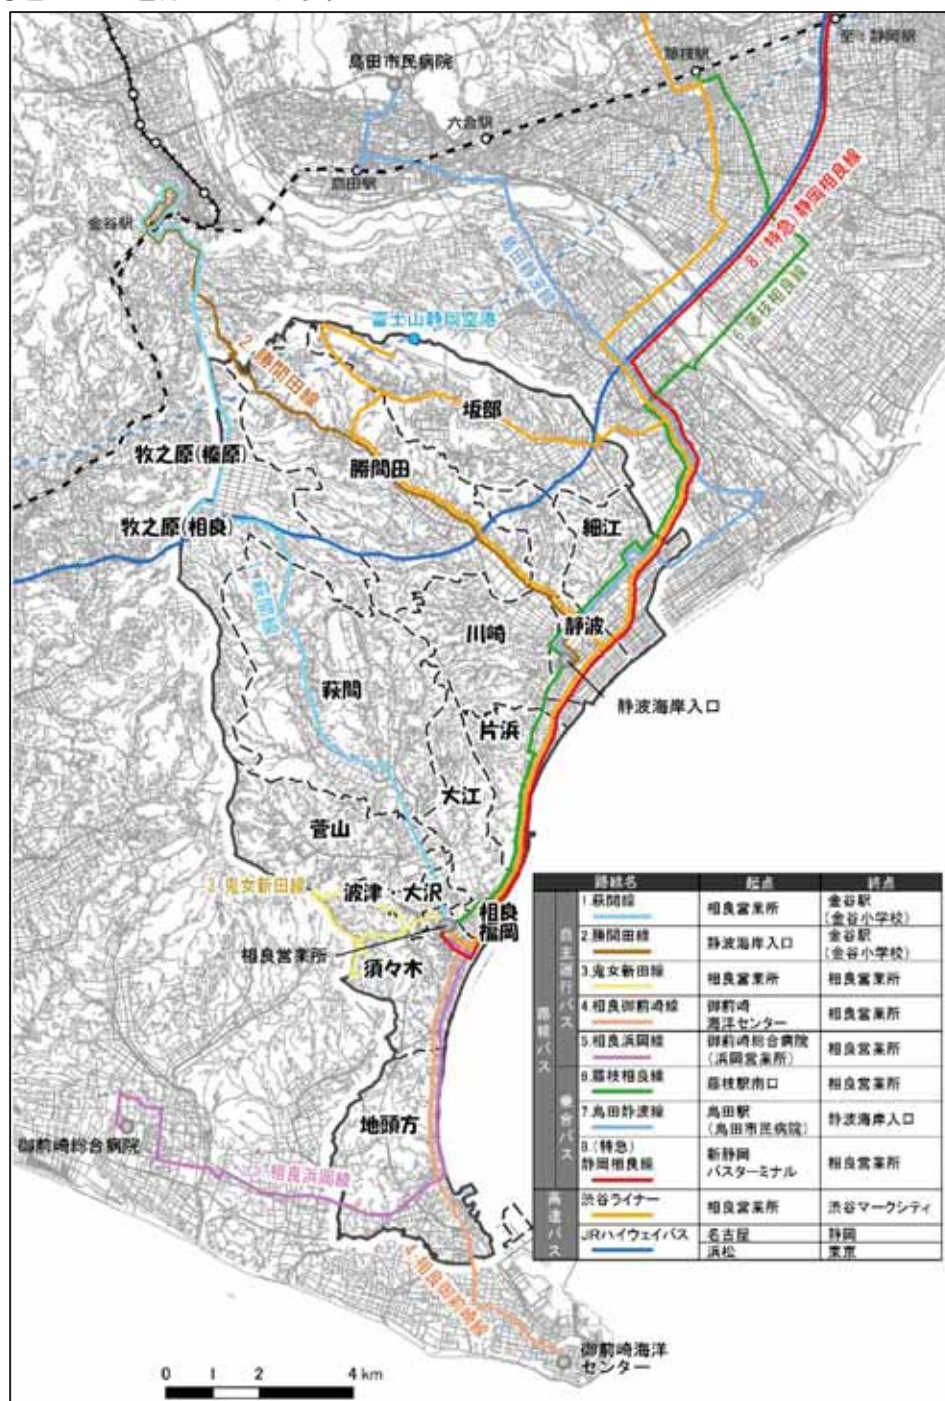 至:静岡駅
藤枝駅
島田市民病院
六合駅
島田駅
金谷駅
8.(特急)静岡相良線
島田静波線
6.藤枝相良線
富士山静岡空港
2.勝間田線
坂部
牧之原(榛原)
勝間田
牧之原(相良)
細江
1.萩間線
川崎
静波
萩間
静波海岸入口
片浜
大江
菅山
3.鬼女新田線
波津・大沢
相良
福岡
相良営業所
須々木
地頭方
御前崎総合病院
5.相良浜岡線
4.相良御前崎線
御前崎海洋
センター
0 1 2 4 km
路線名 起点 終点
路線バス
自主運行バス
1.萩間線 相良営業所 金谷駅
(金谷小学校)
2.勝間田線 静波海岸入口 金谷駅
(金谷小学校)
3.鬼女新田線 相良営業所 相良営業所
4.相良御前崎線 御前崎
海洋センター 相良営業所
5.相良浜岡線 御前崎総合病院
(浜岡営業所) 相良営業所
6.藤枝相良線 藤枝駅南口 相良営業所
7.島田静波線 島田駅
(島田市民病院) 静波海岸入口
8.(特急)
静岡相良線 新静岡
バスターミナル 相良営業所
高速バス
渋谷ライナー 相良営業所 渋谷マークシティ
JRハイウェイバス 名古屋 静岡
浜松 東京